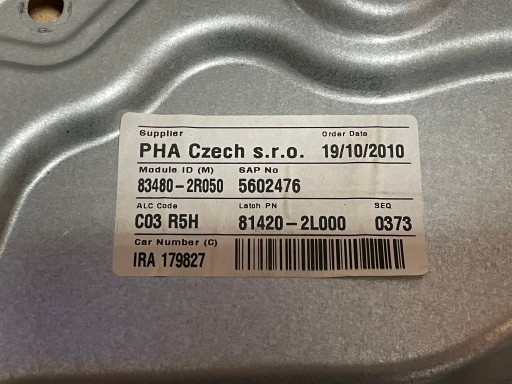 Supplier Order Date
PHA Czech s.r.o. 19/10/2010
Module ID (M) SAP No
83480-2R050 5602476
ALC Code Latch PN SEQ
C03 R5H 81420-2L000 0373
Car Number (C)
IRA 179827